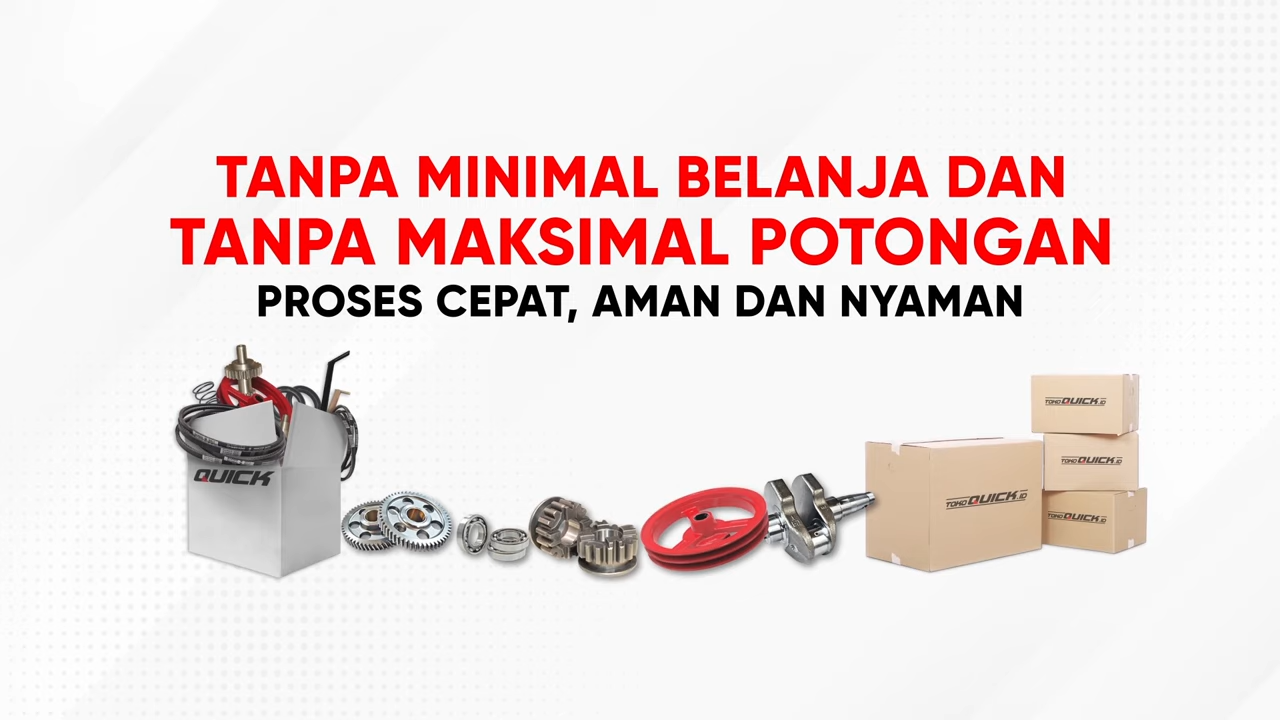 TANPA MINIMAL BELANJA DAN
TANPA MAKSIMAL POTONGAN
PROSES CEPAT, AMAN DAN NYAMAN
QUICK
TOKOQUICK.ID
TOKOQUICK.ID
TOKOQUICK.ID
TOKOQUICK.ID